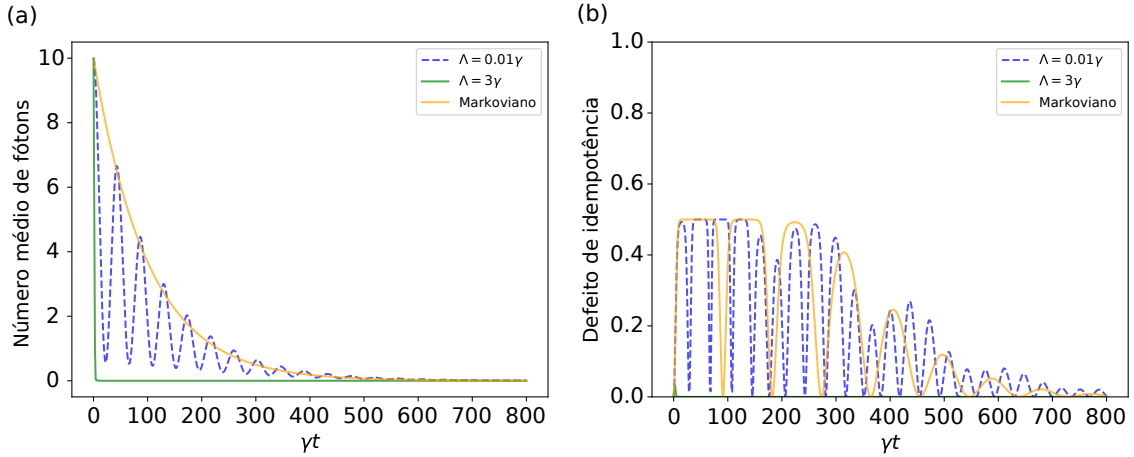 (a)
Número médio de fótons
10
8
6
4
2
0
0 100 200 300 400 500 600 700 800
γt
Λ = 0.01γ
Λ = 3γ
Markoviano
(b)
Defeito de idempotência
1.0
0.8
0.6
0.4
0.2
0.0
0 100 200 300 400 500 600 700 800
γt
Λ = 0.01γ
Λ = 3γ
Markoviano